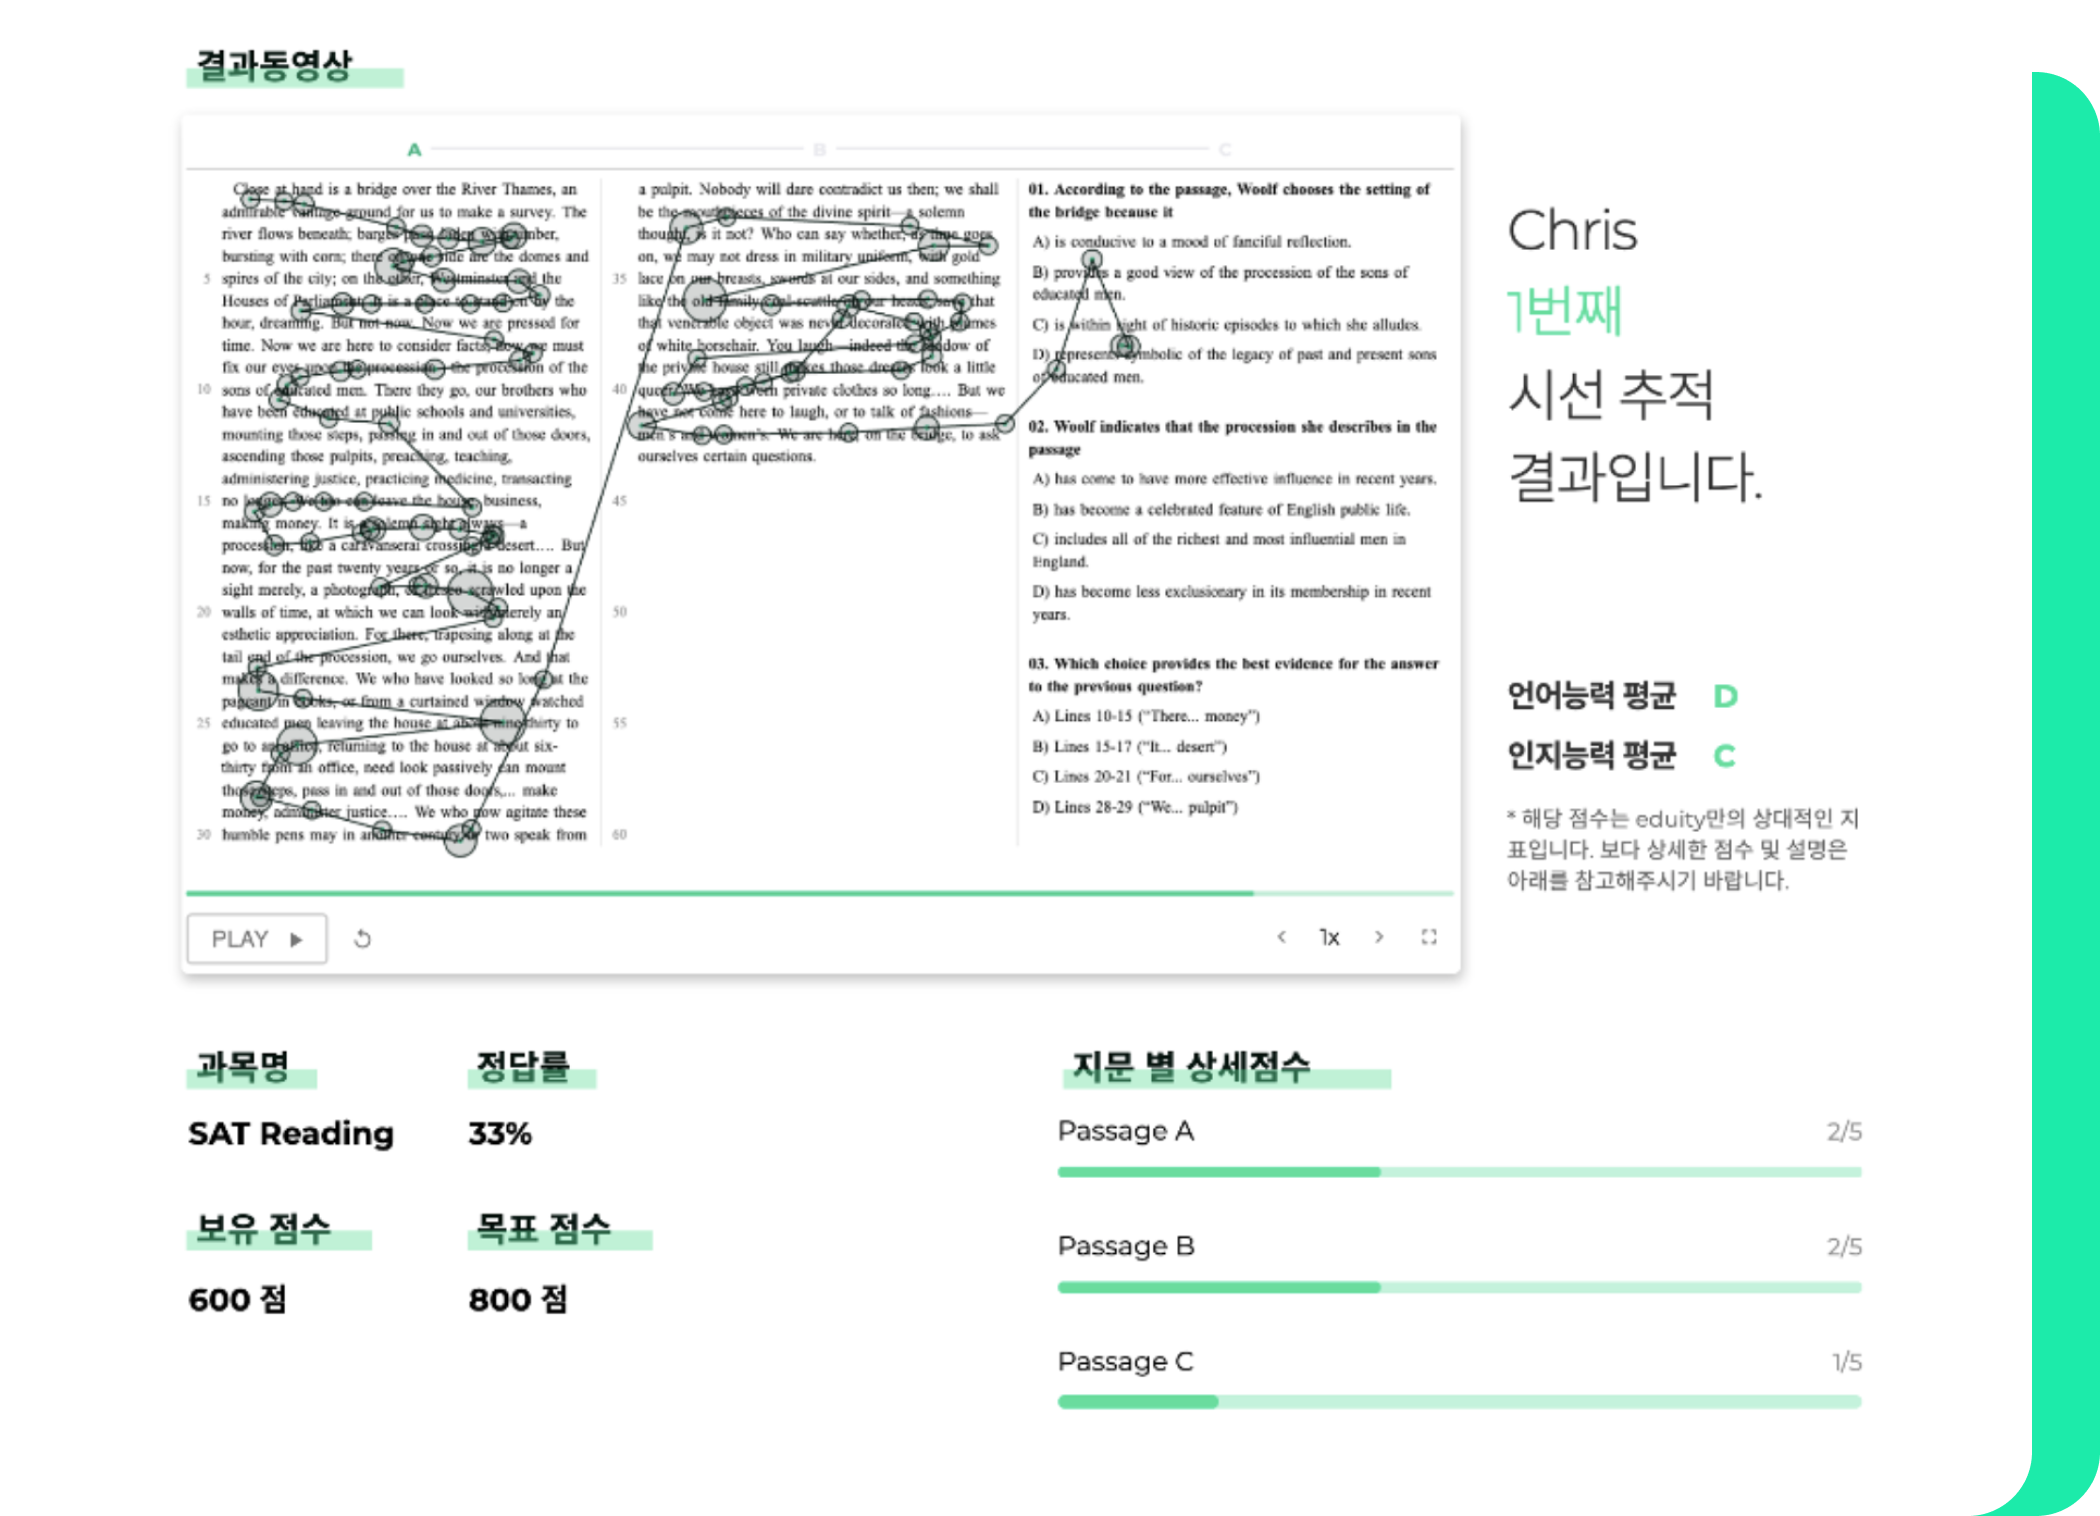 결과동영상
A
B
C
Close at hand is a bridge over the River Thames, an
admirable vantage ground for us to make a survey. The
river flows beneath; barges pass, laden with timber,
bursting with corn; there on one side are the domes and
5 spires of the city; on the other, Westminster and the
Houses of Parliament. It is a place to stand on by the
hour, dreaming. But not now. Now we are pressed for
time. Now we are here to consider facts; now we must
fix our eyes upon the procession—the procession of the
10 sons of educated men. There they go, our brothers who
have been educated at public schools and universities,
mounting those steps, passing in and out of those doors,
ascending those pulpits, preaching, teaching,
administering justice, practicing medicine, transacting
15 no longer. We too can leave the house, business,
making money. It is a solemn sight always—a
procession, like a caravanserai crossing a desert.... But
now, for the past twenty years or so, it is no longer a
sight merely, a photograph, or fresco scrawled upon the
20 walls of time, at which we can look with merely an
esthetic appreciation. For there, trapesing along at the
tail end of the procession, we go ourselves. And that
makes a difference. We who have looked so long at the
pageant in books, or from a curtained window watched
25 educated men leaving the house at about nine-thirty to
go to an office, returning to the house at about six-
thirty from an office, need look passively can mount
those steps, pass in and out of those doors,... make
money, administer justice.... We who now agitate these
30 humble pens may in another century or two speak from
a pulpit. Nobody will dare contradict us then; we shall
be the mouthpieces of the divine spirit—a solemn
thought, is it not? Who can say whether, as time goes
on, we may not dress in military uniform, with gold
35 lace on our breasts, swords at our sides, and something
like the old family coal-scuttle on our heads, save that
that venerable object was never decorated with plumes
of white horsehair. You laugh—indeed the shadow of
the private house still makes those dresses look a little
40 queer. We have worn private clothes so long.... But we
have not come here to laugh, or to talk of fashions—
men's and women's. We are here, on the bridge, to ask
ourselves certain questions.
45
50
55
60
01. According to the passage, Woolf chooses the setting of
the bridge because it
A) is conducive to a mood of fanciful reflection.
B) provides a good view of the procession of the sons of
educated men.
C) is within sight of historic episodes to which she alludes.
D) represents symbolic of the legacy of past and present sons
of educated men.
02. Woolf indicates that the procession she describes in the
passage
A) has come to have more effective influence in recent years.
B) has become a celebrated feature of English public life.
C) includes all of the richest and most influential men in
England.
D) has become less exclusionary in its membership in recent
years.
03. Which choice provides the best evidence for the answer
to the previous question?
A) Lines 10-15 (“There... money”)
B) Lines 15-17 (“It... desert”)
C) Lines 20-21 (“For... ourselves”)
D) Lines 28-29 (“We... pulpit”)
PLAY
1x
Chris
1번째
시선 추적
결과입니다.
언어능력 평균 D
인지능력 평균 C
* 해당 점수는 eduity만의 상대적인 지
표입니다. 보다 상세한 점수 및 설명은
아래를 참고해주시기 바랍니다.
과목명
SAT Reading
정답률
33%
보유 점수
600 점
목표 점수
800 점
지문 별 상세점수
Passage A 2/5
Passage B 2/5
Passage C 1/5